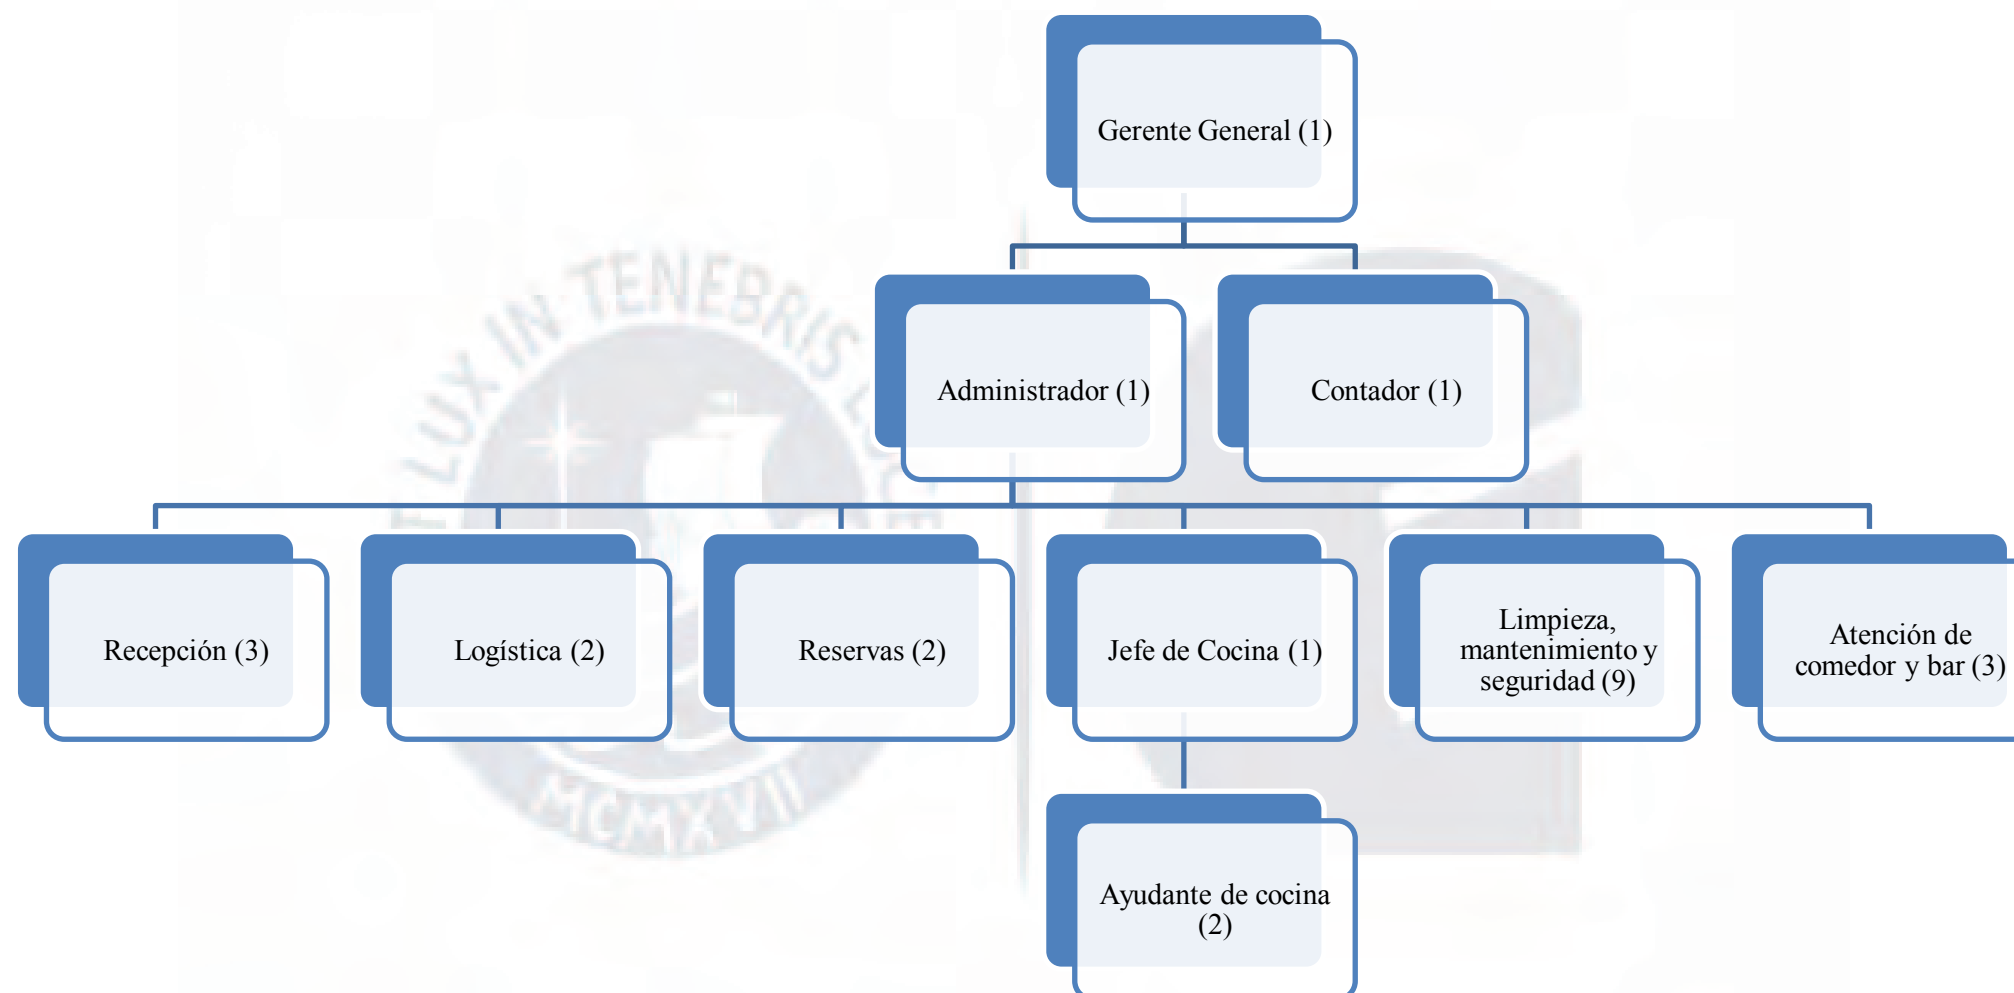 Gerente General (1)
Administrador (1)
Contador (1)
Recepción (3)
Logística (2)
Reservas (2)
Jefe de Cocina (1)
Limpieza,
mantenimiento y
seguridad (9)
Atención de
comedor y bar (3)
Ayudante de cocina
(2)
LUX IN TENEBRIS
MCMXVII